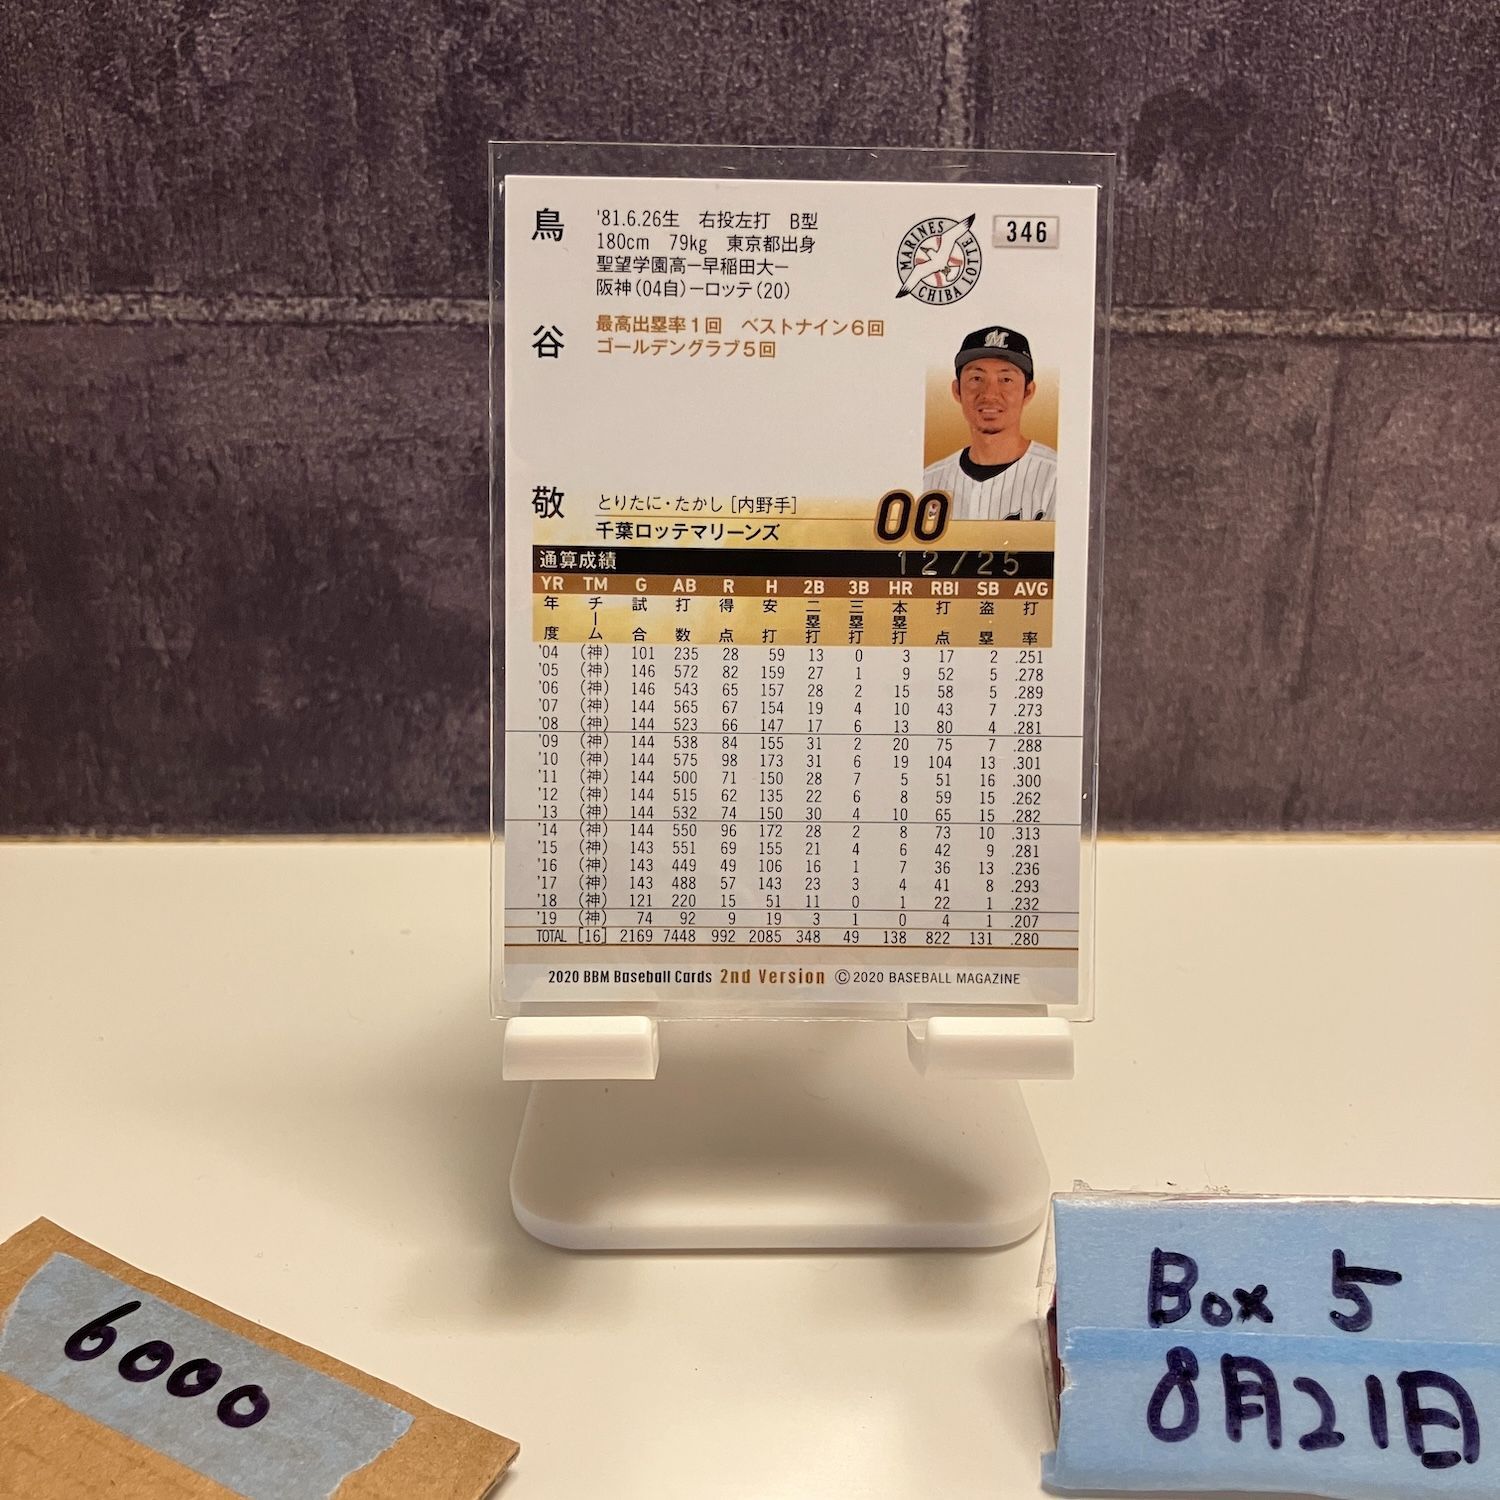 鳥谷敬
'81.6.26生 右投左打 B型
180cm 79kg 東京都出身
聖望学園高ー早稲田大ー
阪神(04自)ーロッテ(20)
最高出塁率1回 ベストナイン6回
ゴールデングラブ5回
MARINES
CHIBA LOTTE
346
M
とりたに・たかし [内野手]
千葉ロッテマリーンズ
00
通算成績
12/25
YR TM G AB R H 2B 3B HR RBI SB AVG
年度 チーム 試合 打数 得点 安打 二塁打 三塁打 本塁打 打点 盗塁 打率
'04 (神) 101 235 28 59 13 0 3 17 2 .251
'05 (神) 146 572 82 159 27 1 9 52 5 .278
'06 (神) 146 543 65 157 28 2 15 58 5 .289
'07 (神) 144 565 67 154 19 4 10 43 7 .273
'08 (神) 144 523 66 147 17 6 13 80 4 .281
'09 (神) 144 538 84 155 31 2 20 75 7 .288
'10 (神) 144 575 98 173 31 6 19 104 13 .301
'11 (神) 144 500 71 150 28 7 5 51 16 .300
'12 (神) 144 515 62 135 22 6 8 59 15 .262
'13 (神) 144 532 74 150 30 4 10 65 15 .282
'14 (神) 144 550 96 172 28 2 8 73 10 .313
'15 (神) 143 551 69 155 21 4 6 42 9 .281
'16 (神) 143 449 49 106 16 1 7 36 13 .236
'17 (神) 143 488 57 143 23 3 4 41 8 .293
'18 (神) 121 220 15 51 11 0 1 22 1 .232
'19 (神) 74 92 9 19 3 1 0 4 1 .207
TOTAL [16] 2169 7448 992 2085 348 49 138 822 131 .280
2020 BBM Baseball Cards 2nd Version © 2020 BASEBALL MAGAZINE
6000
Box 5
8月21日